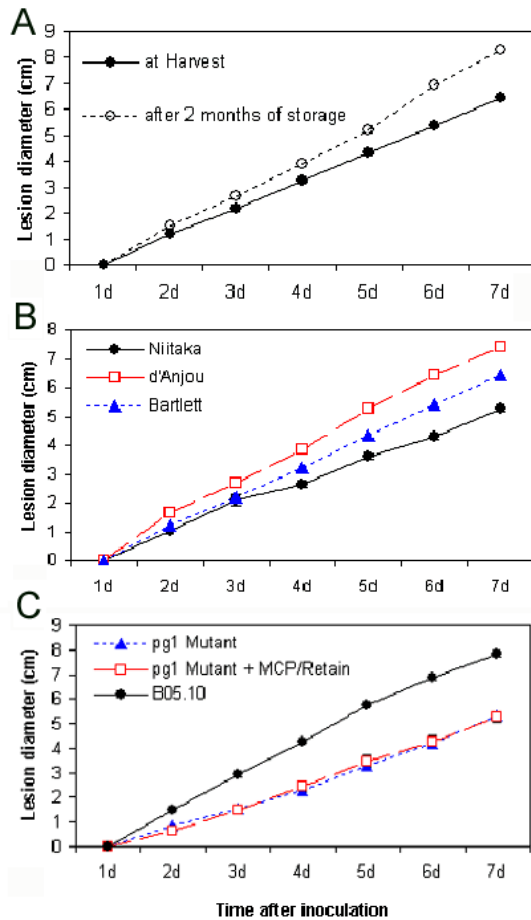 A
9
8
7
6
5
4
3
2
1
0
Lesion diameter (cm)
at Harvest
after 2 months of storage
1d 2d 3d 4d 5d 6d 7d
B
8
7
6
5
4
3
2
1
0
Lesion diameter (cm)
Niitaka
d'Anjou
Bartlett
1d 2d 3d 4d 5d 6d 7d
C
9
8
7
6
5
4
3
2
1
0
Lesion diameter (cm)
pg1 Mutant
pg1 Mutant + MCP/Retain
B05.10
1d 2d 3d 4d 5d 6d 7d
Time after inoculation